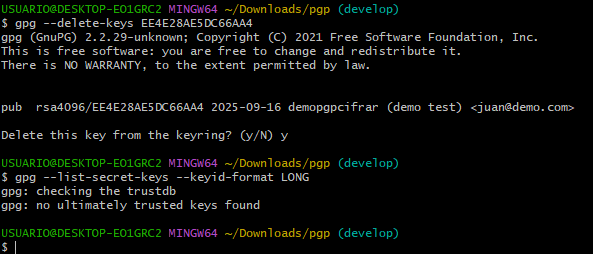 USUARIO@DESKTOP-EO1GRC2 MINGW64 ~/Downloads/pgp (develop)
$ gpg --delete-keys EE4E28AE5DC66AA4
gpg (GnuPG) 2.2.29-unknown; Copyright (C) 2021 Free Software Foundation, Inc.
This is free software: you are free to change and redistribute it.
There is NO WARRANTY, to the extent permitted by law.
pub  rsa4096/EE4E28AE5DC66AA4 2025-09-16 demopgpcifrar (demo test) <juan@demo.com>
Delete this key from the keyring? (y/N) y
USUARIO@DESKTOP-EO1GRC2 MINGW64 ~/Downloads/pgp (develop)
$ gpg --list-secret-keys --keyid-format LONG
gpg: checking the trustdb
gpg: no ultimately trusted keys found
USUARIO@DESKTOP-EO1GRC2 MINGW64 ~/Downloads/pgp (develop)
$